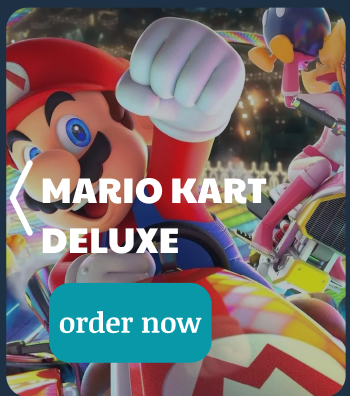 MARIO KART
DELUXE
order now